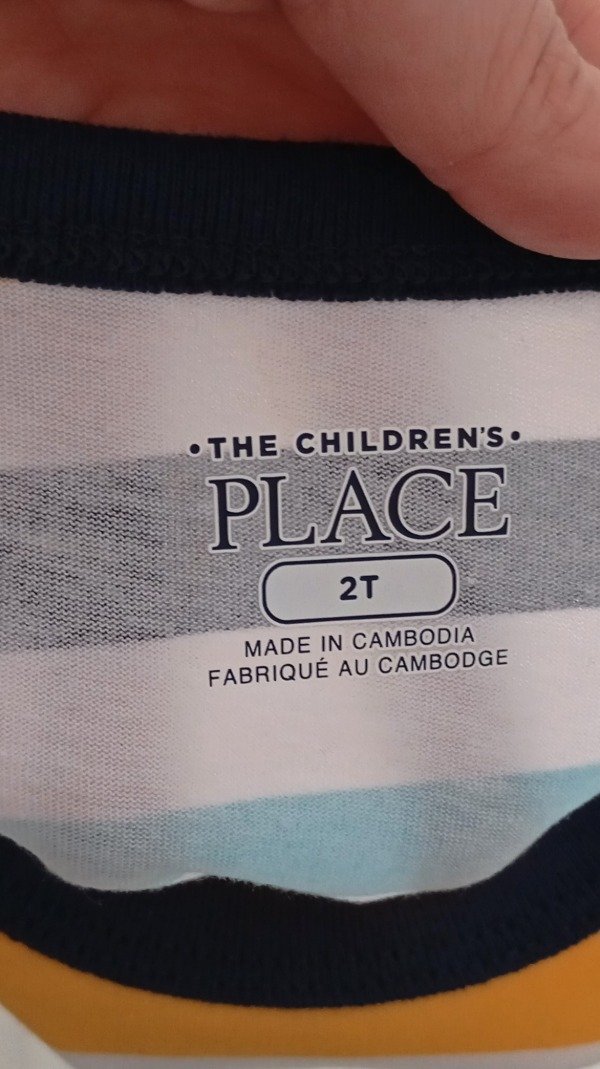 •THE CHILDREN'S•
PLACE
2T
MADE IN CAMBODIA
FABRIQUÉ AU CAMBODGE